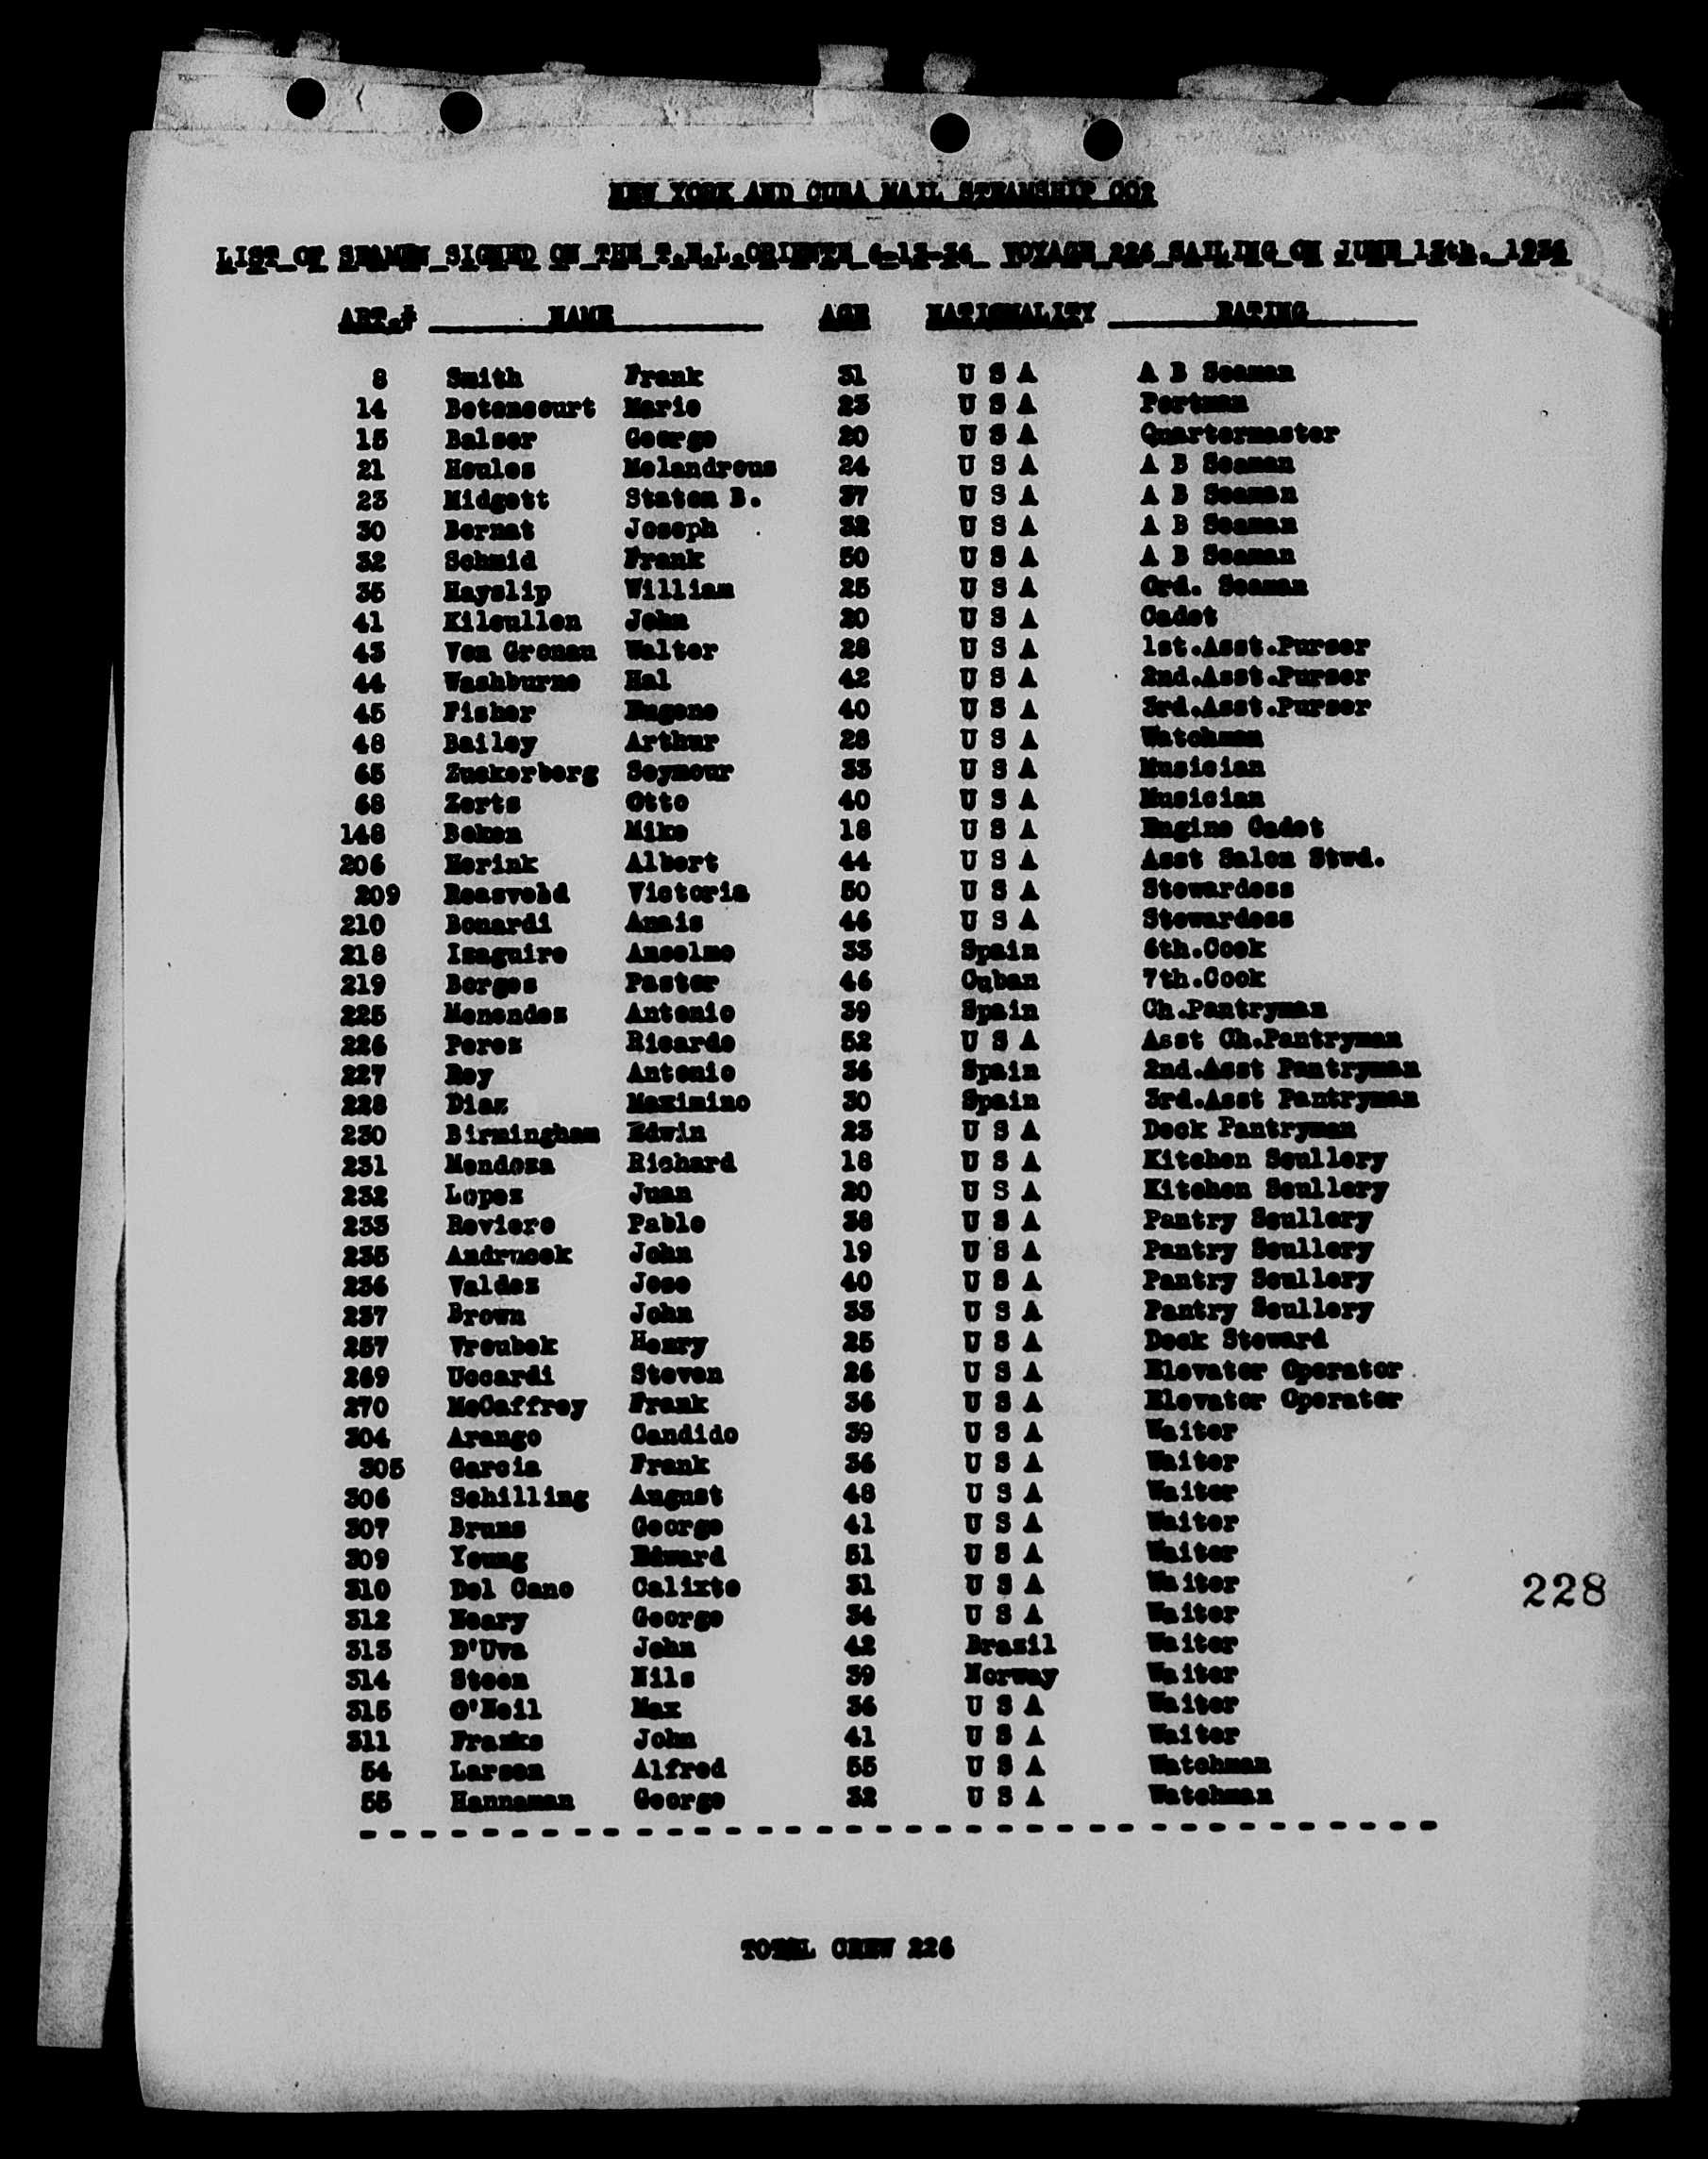 NEW YORK AND CUBA MAIL STEAMSHIP CO?
LIST OF SEAMEN SIGNED ON THE T.E.L.ORIENTE 6-13-36 VOYAGE 226 SAILING ON JUNE 13th. 1936
ART.# NAME AGE NATIONALITY RATING
8 Smith Frank 31 U S A A B Seaman
14 Betencourt Mario 23 U S A Portman
15 Balser George 20 U S A Quartermaster
21 Houles Melandrous 24 U S A A B Seaman
23 Midgett Staten B. 37 U S A A B Seaman
30 Bernat Joseph 32 U S A A B Seaman
32 Schmid Frank 50 U S A A B Seaman
35 Hayslip William 25 U S A Ord. Seaman
41 Kilcullen John 20 U S A Cadet
43 Von Gronau Walter 28 U S A 1st.Asst.Purser
44 Washburne Hal 42 U S A 2nd.Asst.Purser
45 Fisher Eugene 40 U S A 3rd.Asst.Purser
48 Bailey Arthur 28 U S A Watchman
65 Zuckerberg Seymour 33 U S A Musician
68 Zerts Otto 40 U S A Musician
148 Boken Mike 18 U S A Engine Cadet
206 Horink Albert 44 U S A Asst Salon Stwd.
209 Victoria 50 U S A Stewardess
210 Bonardi Anais 46 U S A Stewardess
218 Isaguire Anselmo 33 Spain 6th.Cook
219 Borges Pastor 46 Cuban 7th.Cook
225 Menendez Antonio 39 Spain Ch.Pantryman
226 Perez Ricardo 52 U S A Asst Ch.Pantryman
227 Rey Antonio 36 Spain 2nd.Asst Pantryman
228 Diaz Maximino 30 Spain 3rd.Asst Pantryman
230 Birmingham Edwin 23 U S A Deck Pantryman
231 Mendoza Richard 18 U S A Kitchen Scullery
232 Lopez Juan 20 U S A Kitchen Scullery
233 Reviero Pablo 38 U S A Pantry Scullery
235 Andrucek John 19 U S A Pantry Scullery
236 Valdez Jose 40 U S A Pantry Scullery
237 Brown John 33 U S A Pantry Scullery
257 Vroubek Henry 25 U S A Deck Steward
269 Uccardi Steven 26 U S A Elevator Operator
270 McCaffrey Frank 36 U S A Elevator Operator
304 Arango Candido 39 U S A Waiter
305 Garcia Frank 36 U S A Waiter
306 Schilling August 48 U S A Waiter
307 Bruns George 41 U S A Waiter
309 Young Edward 51 U S A Waiter
310 Del Cano Calixto 31 U S A Waiter
312 Neary George 34 U S A Waiter
313 D'Uva John 42 Brazil Waiter
314 Steen Nils 39 Norway Waiter
315 O'Neil Max 36 U S A Waiter
311 Franks John 41 U S A Waiter
54 Larsen Alfred 55 U S A Watchman
55 Hannaman George 32 U S A Watchman
228
TOTAL CREW 226